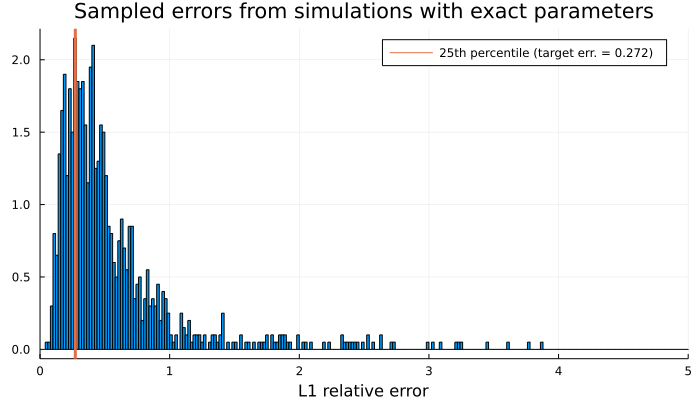 Sampled errors from simulations with exact parameters
25th percentile (target err. = 0.272)
2.0
1.5
1.0
0.5
0.0
0 1 2 3 4 5
L1 relative error